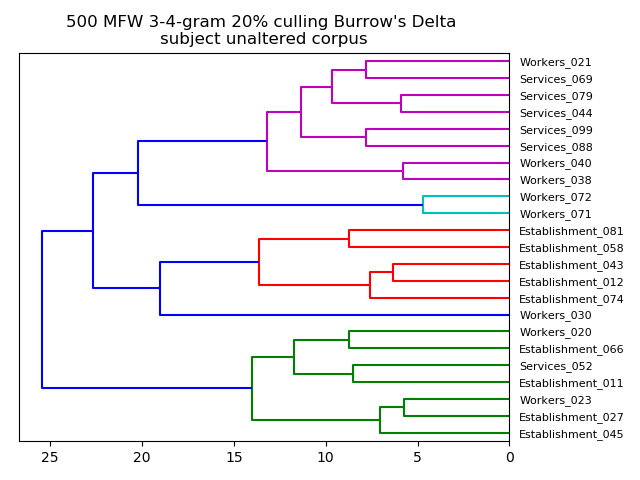 500 MFW 3-4-gram 20% culling Burrow's Delta
subject unaltered corpus
Workers_021
Services_069
Services_079
Services_044
Services_099
Services_088
Workers_040
Workers_038
Workers_072
Workers_071
Establishment_081
Establishment_058
Establishment_043
Establishment_012
Establishment_074
Workers_030
Workers_020
Establishment_066
Services_052
Establishment_011
Workers_023
Establishment_027
Establishment_045
25 20 15 10 5 0